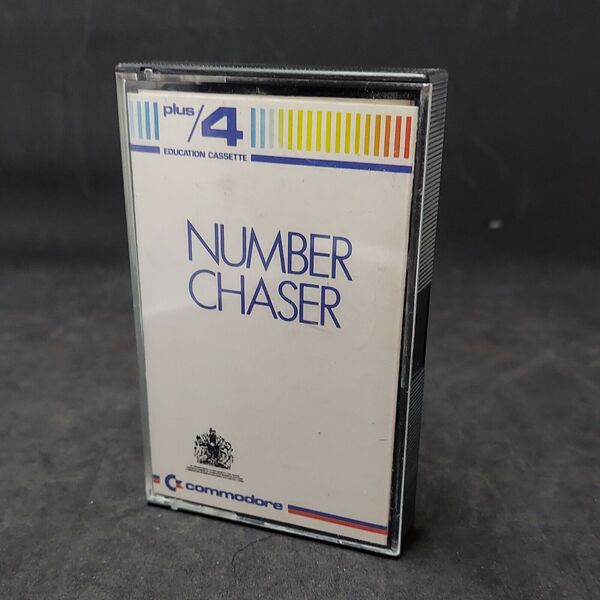 plus/4
EDUCATION CASSETTE
NUMBER
CHASER
commodore